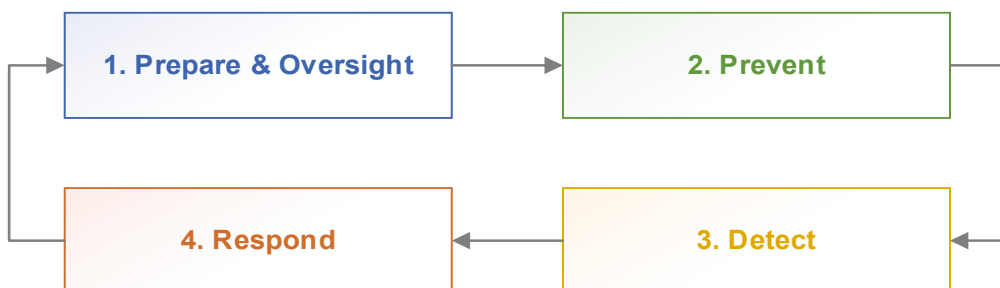 1. Prepare & Oversight
2. Prevent
4. Respond
3. Detect